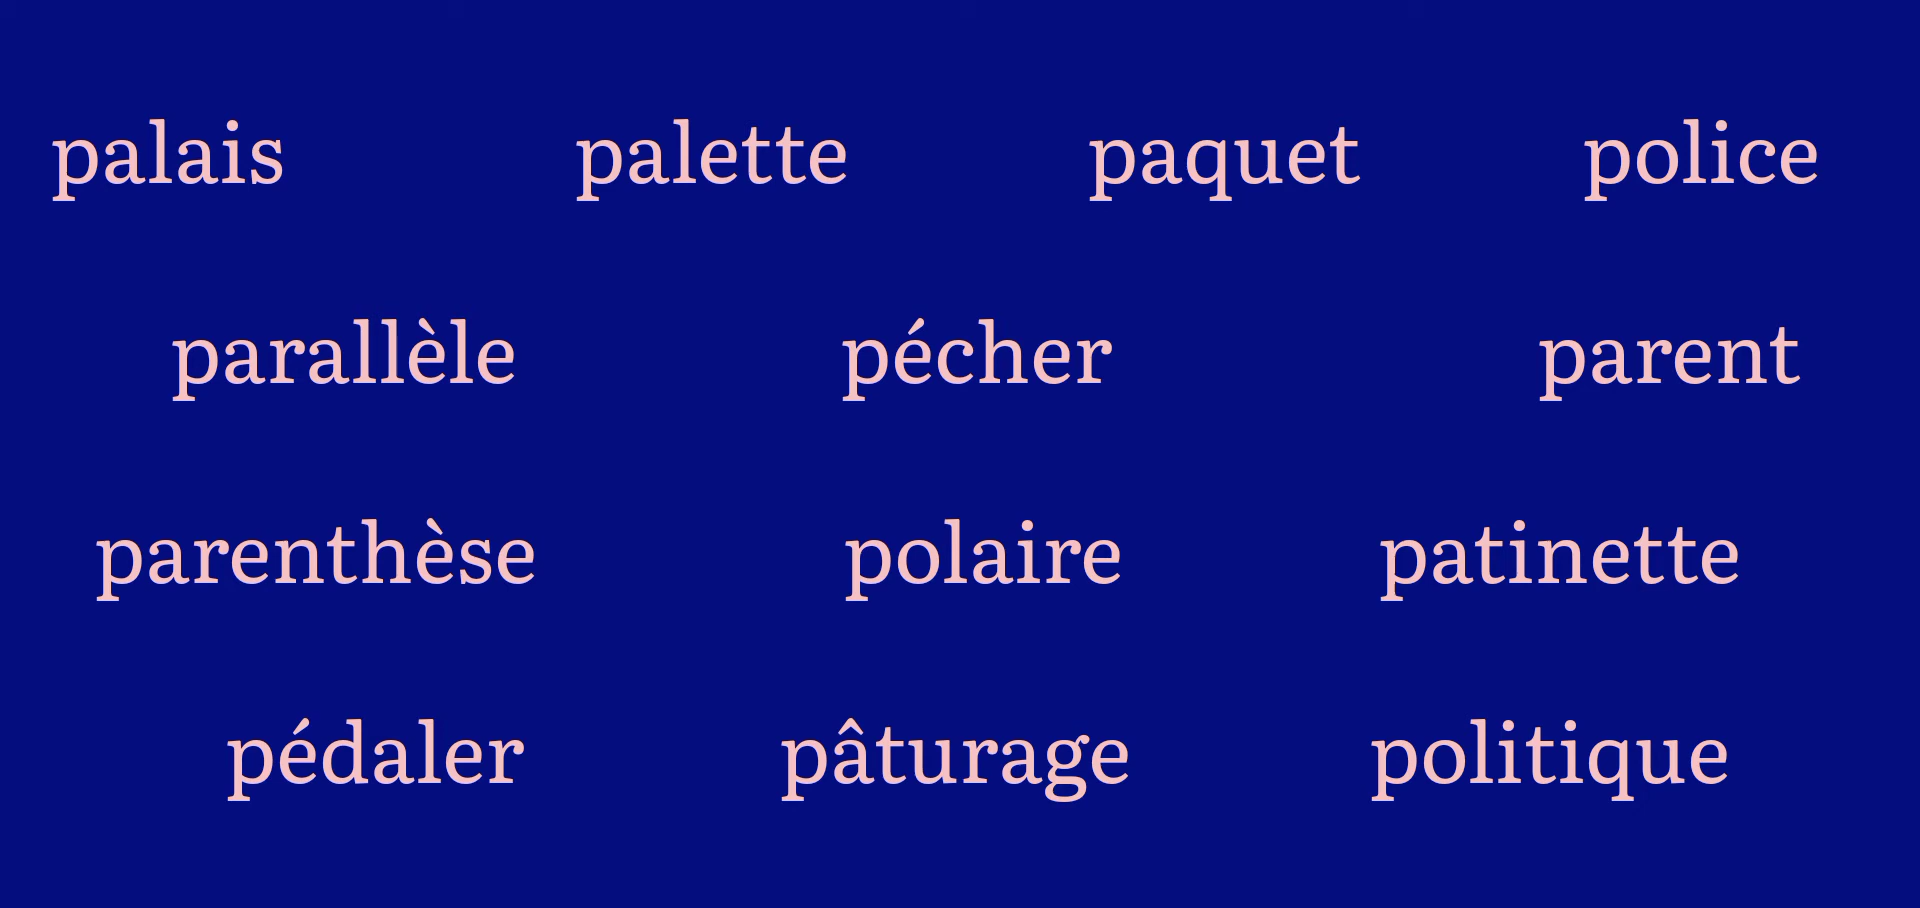 palais palette paquet police
parallèle pécher parent
parenthèse polaire patinette
pédaler pâturage politique